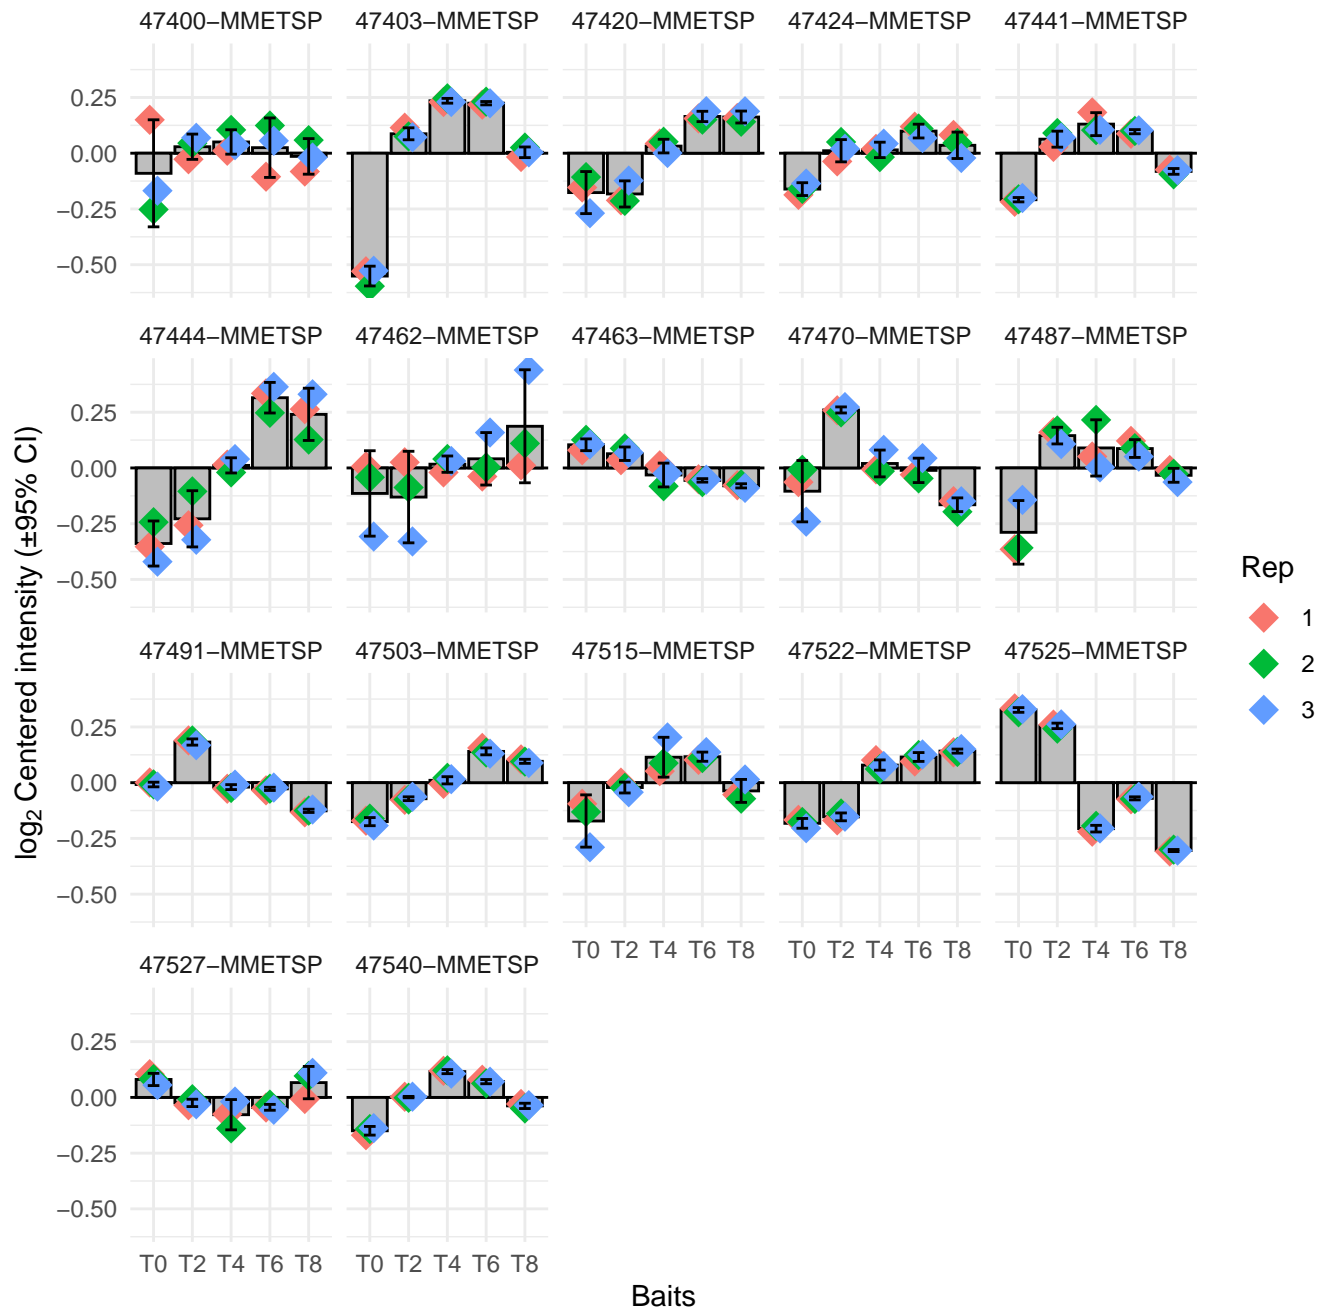 47400−MMETSP 47403−MMETSP 47420−MMETSP 47424−MMETSP 47441−MMETSP
0.25
0.00
−0.25
−0.50
47444−MMETSP 47462−MMETSP 47463−MMETSP 47470−MMETSP 47487−MMETSP
0.25
0.00
−0.25
−0.50
47491−MMETSP 47503−MMETSP 47515−MMETSP 47522−MMETSP 47525−MMETSP
0.25
0.00
−0.25
−0.50
T0 T2 T4 T6 T8 T0 T2 T4 T6 T8 T0 T2 T4 T6 T8
47527−MMETSP 47540−MMETSP
0.25
0.00
−0.25
−0.50
T0 T2 T4 T6 T8 T0 T2 T4 T6 T8
Baits
log₂ Centered intensity (±95% CI)
Rep
1
2
3